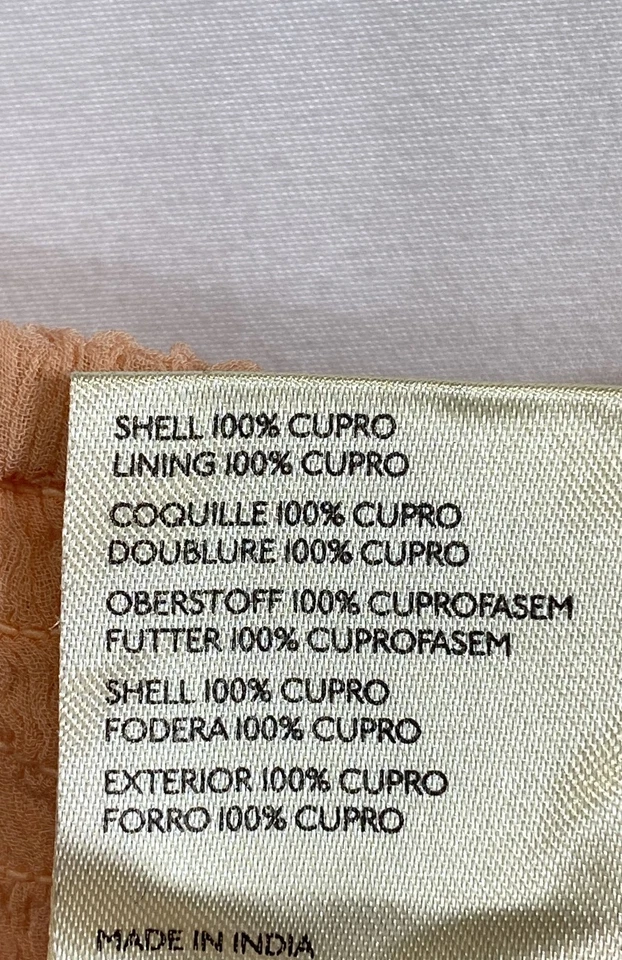 SHELL 100% CUPRO
LINING 100% CUPRO
COQUILLE 100% CUPRO
DOUBLURE 100% CUPRO
OBERSTOFF 100% CUPROFASEM
FUTTER 100% CUPROFASEM
SHELL 100% CUPRO
FODERA 100% CUPRO
EXTERIOR 100% CUPRO
FORRO 100% CUPRO
MADE IN INDIA